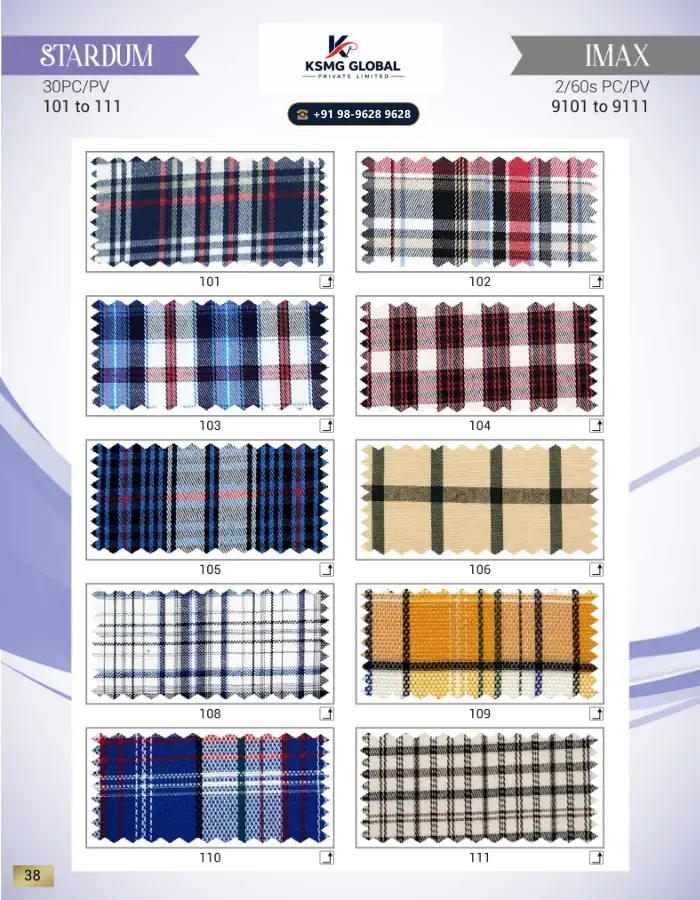 STARDUM
30PC/PV
101 to 111
KSMG GLOBAL
PRIVATE LIMITED
☎ +91 98-9628 9628
IMAX
2/60s PC/PV
9101 to 9111
101
102
103
104
105
106
108
109
110
111
38